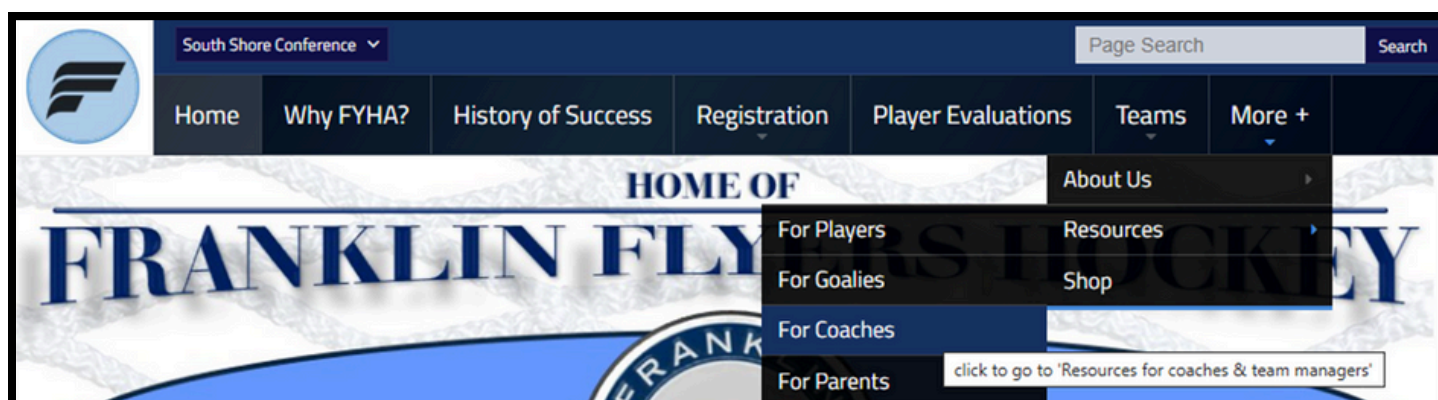 South Shore Conference
Page Search
Search
Home
Why FYHA?
History of Success
Registration
Player Evaluations
Teams
More +
HOME OF
FRANKLIN FLYERS HOCKEY
About Us
Resources
Shop
For Players
For Goalies
For Coaches
For Parents
click to go to 'Resources for coaches & team managers'
FRANK